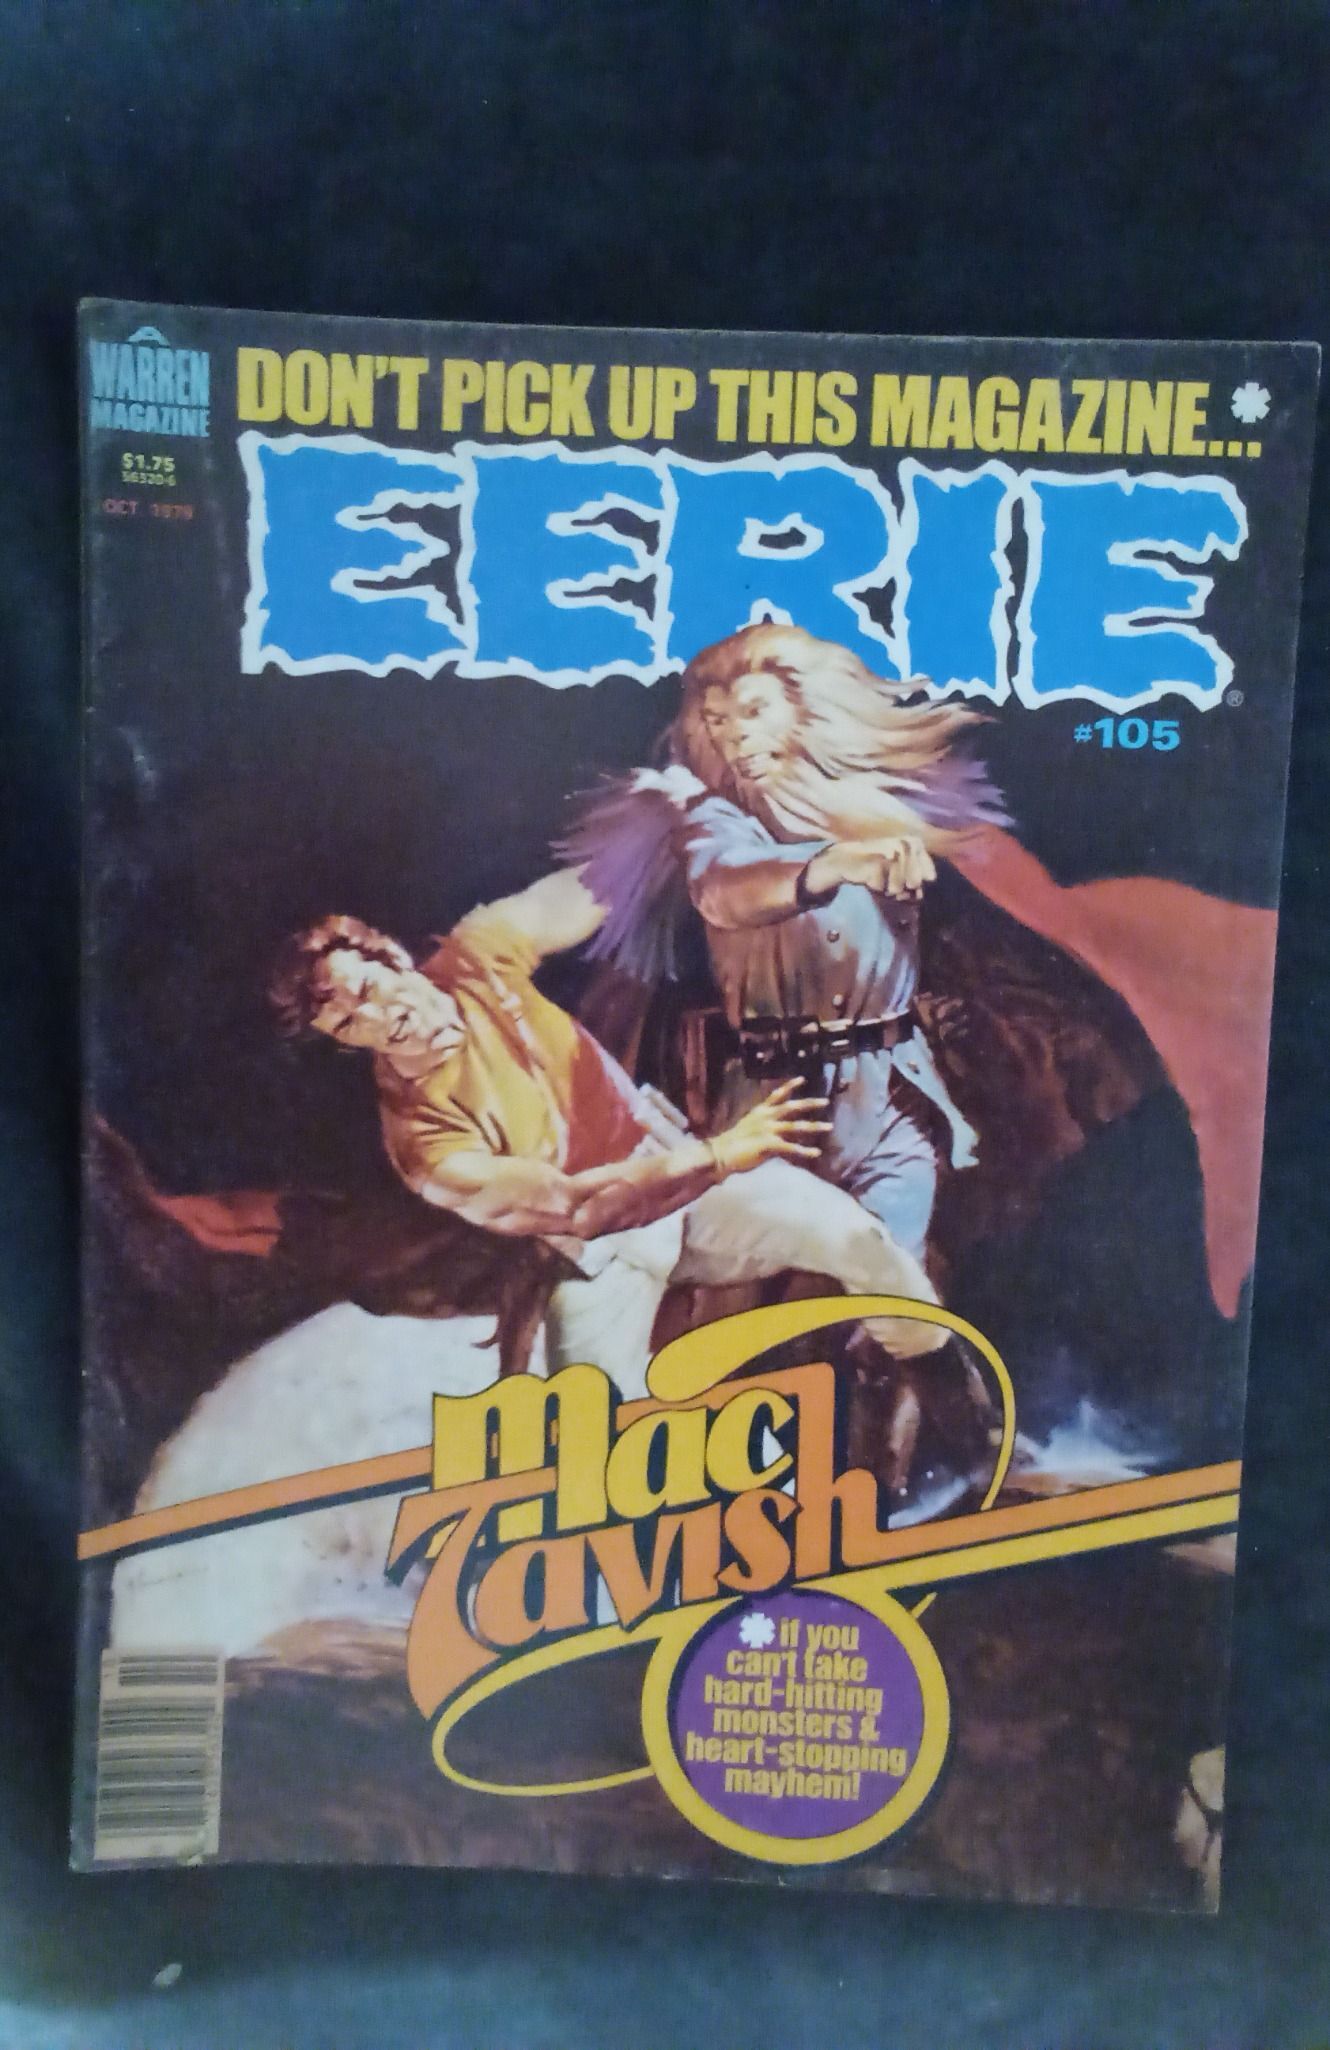 A
WARREN
MAGAZINE
$1.75
OCT. 1979
DON'T PICK UP THIS MAGAZINE...*
EERIE
®
#105
Mac
Tavish
* if you
can't take
hard-hitting
monsters &
heart-stopping
mayhem!